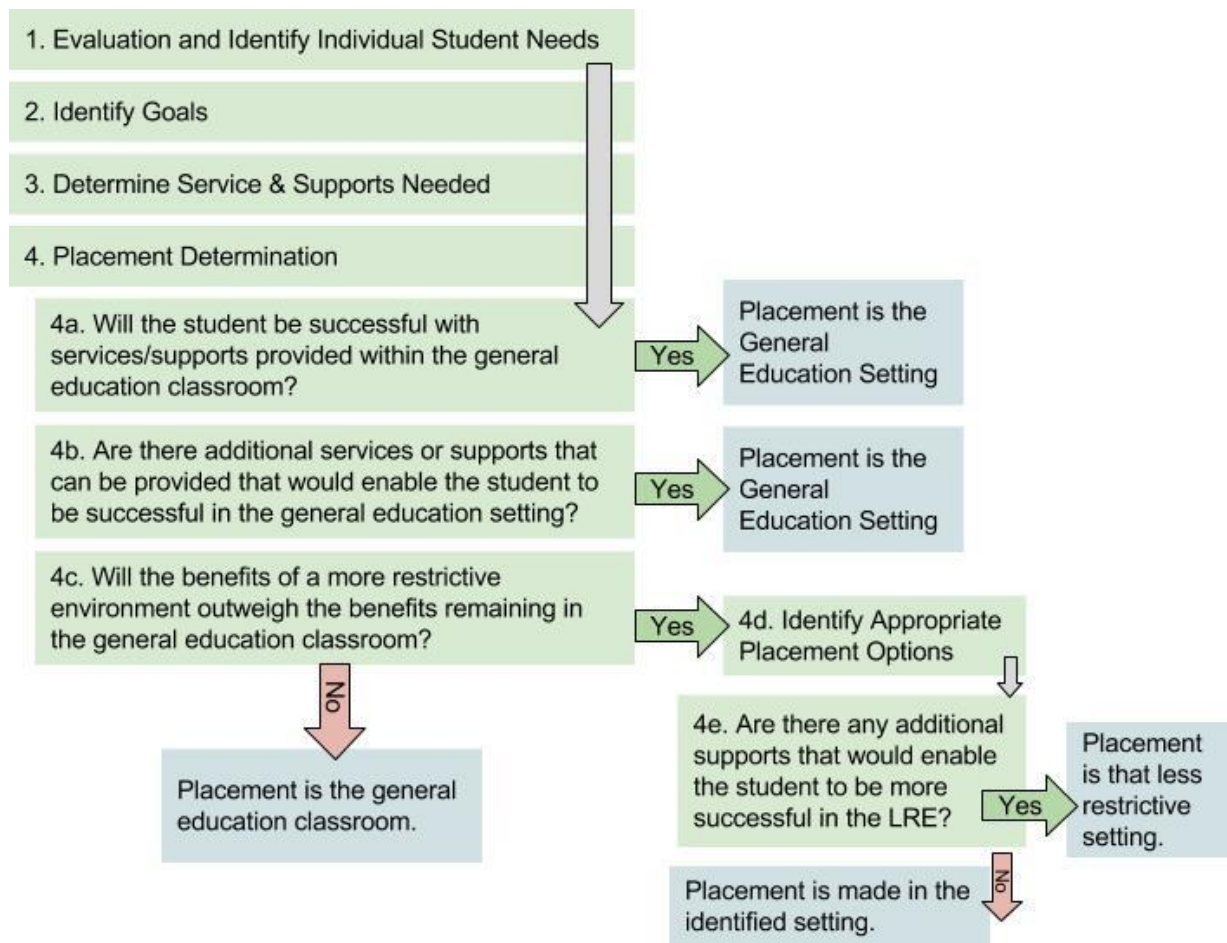 1. Evaluation and Identify Individual Student Needs
2. Identify Goals
3. Determine Service & Supports Needed
4. Placement Determination
4a. Will the student be successful with
services/supports provided within the general
education classroom?
Yes
Placement is the
General
Education Setting
4b. Are there additional services or supports that
can be provided that would enable the student to
be successful in the general education setting?
Yes
Placement is the
General
Education Setting
4c. Will the benefits of a more restrictive
environment outweigh the benefits remaining in
the general education classroom?
Yes
4d. Identify Appropriate
Placement Options
No
Placement is the general
education classroom.
4e. Are there any additional
supports that would enable
the student to be more
successful in the LRE?
Yes
Placement
is that less
restrictive
setting.
No
Placement is made in the
identified setting.